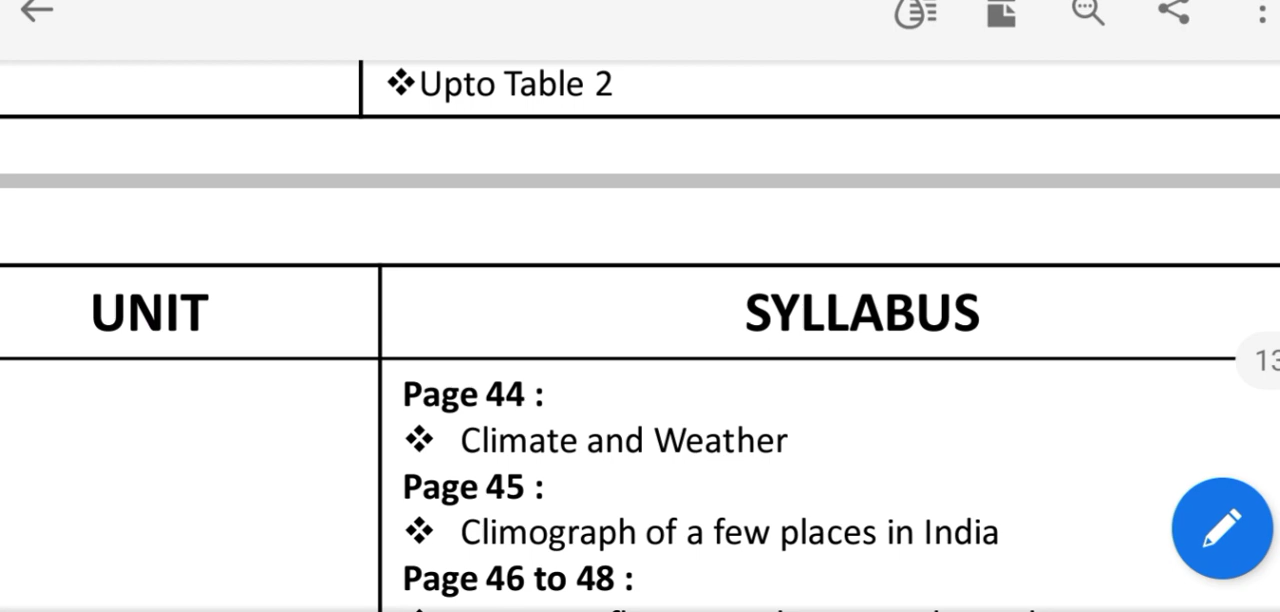 ❖Upto Table 2
UNIT
SYLLABUS
13
Page 44 :
❖ Climate and Weather
Page 45 :
❖ Climograph of a few places in India
Page 46 to 48 :